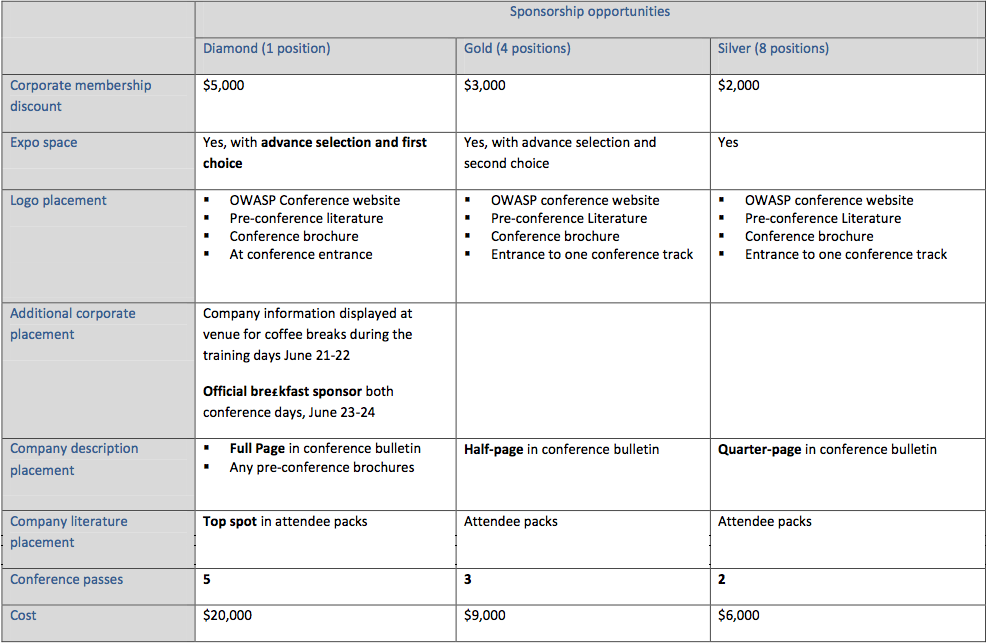 Sponsorship opportunities
Diamond (1 position)
Gold (4 positions)
Silver (8 positions)
Corporate membership
discount
$5,000
$3,000
$2,000
Expo space
Yes, with advance selection and first
choice
Yes, with advance selection and
second choice
Yes
Logo placement
▪ OWASP Conference website
▪ Pre-conference literature
▪ Conference brochure
▪ At conference entrance
▪ OWASP conference website
▪ Pre-conference Literature
▪ Conference brochure
▪ Entrance to one conference track
▪ OWASP conference website
▪ Pre-conference Literature
▪ Conference brochure
▪ Entrance to one conference track
Additional corporate
placement
Company information displayed at
venue for coffee breaks during the
training days June 21-22
Official bre£kfast sponsor both
conference days, June 23-24
Company description
placement
▪ Full Page in conference bulletin
▪ Any pre-conference brochures
Half-page in conference bulletin
Quarter-page in conference bulletin
Company literature
placement
Top spot in attendee packs
Attendee packs
Attendee packs
Conference passes
5
3
2
Cost
$20,000
$9,000
$6,000